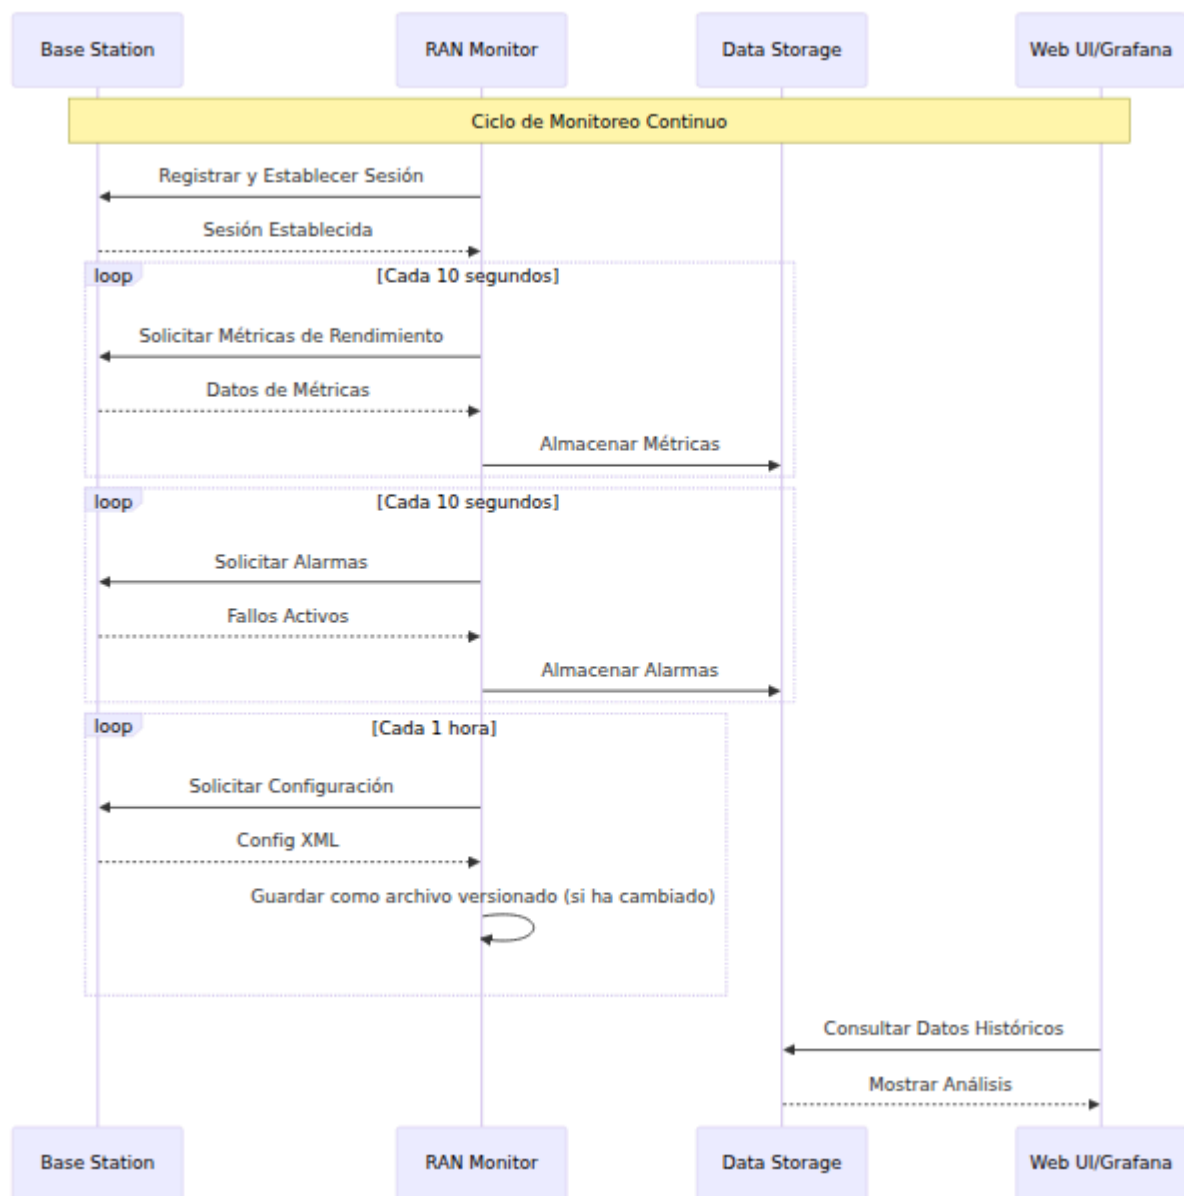 Base Station
RAN Monitor
Data Storage
Web UI/Grafana
Ciclo de Monitoreo Continuo
Registrar y Establecer Sesión
Sesión Establecida
loop
[Cada 10 segundos]
Solicitar Métricas de Rendimiento
Datos de Métricas
Almacenar Métricas
loop
[Cada 10 segundos]
Solicitar Alarmas
Fallos Activos
Almacenar Alarmas
loop
[Cada 1 hora]
Solicitar Configuración
Config XML
Guardar como archivo versionado (si ha cambiado)
Consultar Datos Históricos
Mostrar Análisis
Base Station
RAN Monitor
Data Storage
Web UI/Grafana